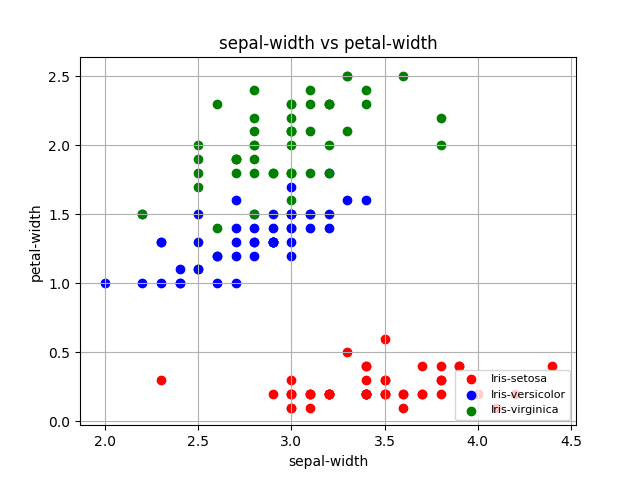 sepal-width vs petal-width
2.5
2.0
1.5
1.0
0.5
0.0
petal-width
Iris-setosa
Iris-versicolor
Iris-virginica
2.0 2.5 3.0 3.5 4.0 4.5
sepal-width